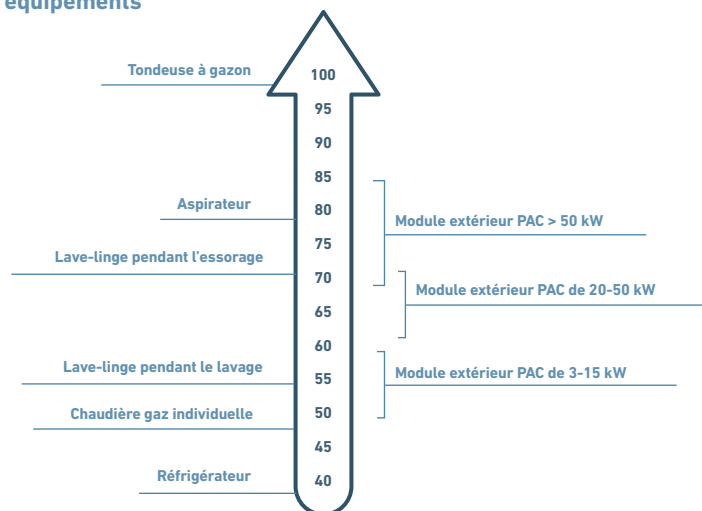 équipements
Tondeuse à gazon
100
95
90
85
Aspirateur
80
Module extérieur PAC > 50 kW
75
Lave-linge pendant l'essorage
70
Module extérieur PAC de 20-50 kW
65
60
Lave-linge pendant le lavage
55
Module extérieur PAC de 3-15 kW
Chaudière gaz individuelle
50
45
Réfrigérateur
40